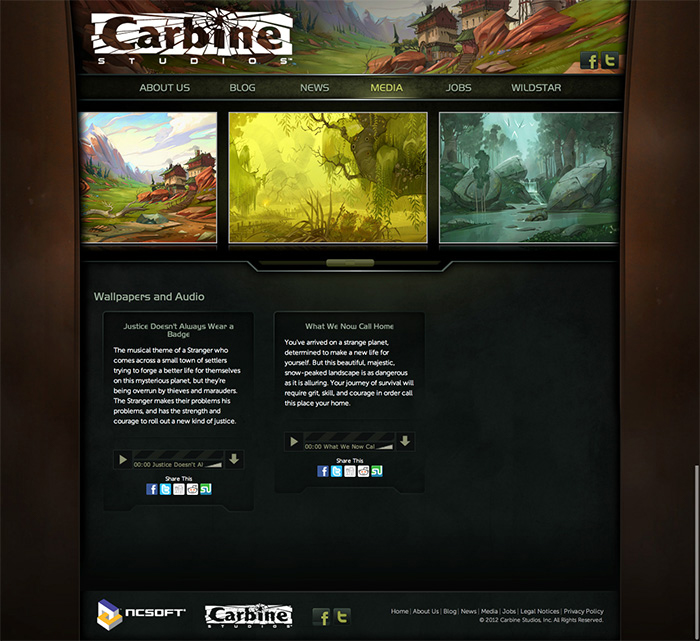 Carbine
STUDIOS™
ABOUT US BLOG NEWS MEDIA JOBS WILDSTAR
Wallpapers and Audio
Justice Doesn't Always Wear a
Badge
The musical theme of a Stranger who
comes across a small town of settlers
trying to forge a better life for themselves
on this mysterious planet, but they're
being overrun by thieves and marauders.
The Stranger makes their problems his
problems, and has the strength and
courage to roll out a new kind of justice.
00:00 Justice Doesn't Al
Share This
What We Now Call Home
You've arrived on a strange planet,
determined to make a new life for
yourself. But this beautiful, majestic,
snow-peaked landscape is as dangerous
as it is alluring. Your journey of survival will
require grit, skill, and courage in order call
this place your home.
00:00 What We Now Cal
Share This
NCSOFT®
Carbine
STUDIOS
Home | About Us | Blog | News | Media | Jobs | Legal Notices | Privacy Policy
© 2012 Carbine Studios, Inc. All Rights Reserved.